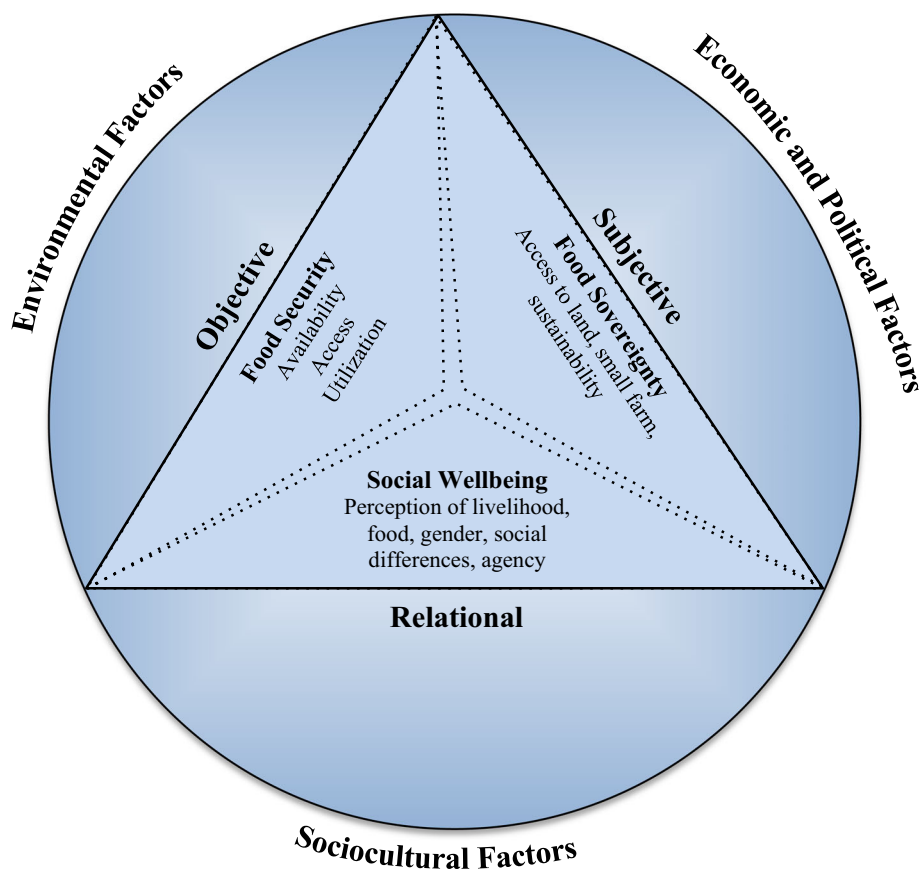 Environmental Factors
Economic and Political Factors
Objective
Food Security
Availability
Access
Utilization
Subjective
Food Sovereignty
Access to land, small farm,
sustainability
Social Wellbeing
Perception of livelihood,
food, gender, social
differences, agency
Relational
Sociocultural Factors